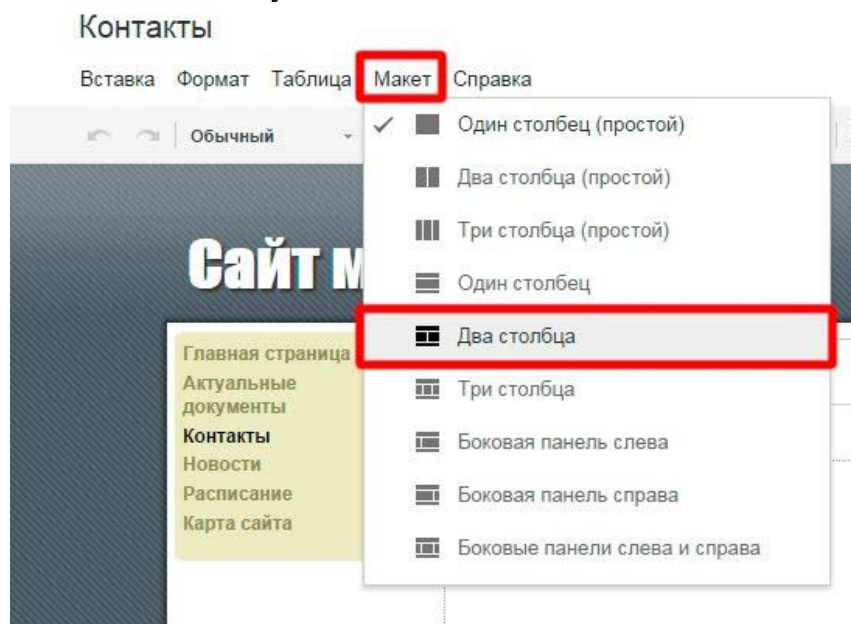 Контакты
Вставка Формат Таблица Макет Справка
Обычный
Один столбец (простой)
Два столбца (простой)
Три столбца (простой)
Один столбец
Два столбца
Три столбца
Боковая панель слева
Боковая панель справа
Боковые панели слева и справа
Сайт
Главная страница
Актуальные
документы
Контакты
Новости
Расписание
Карта сайта